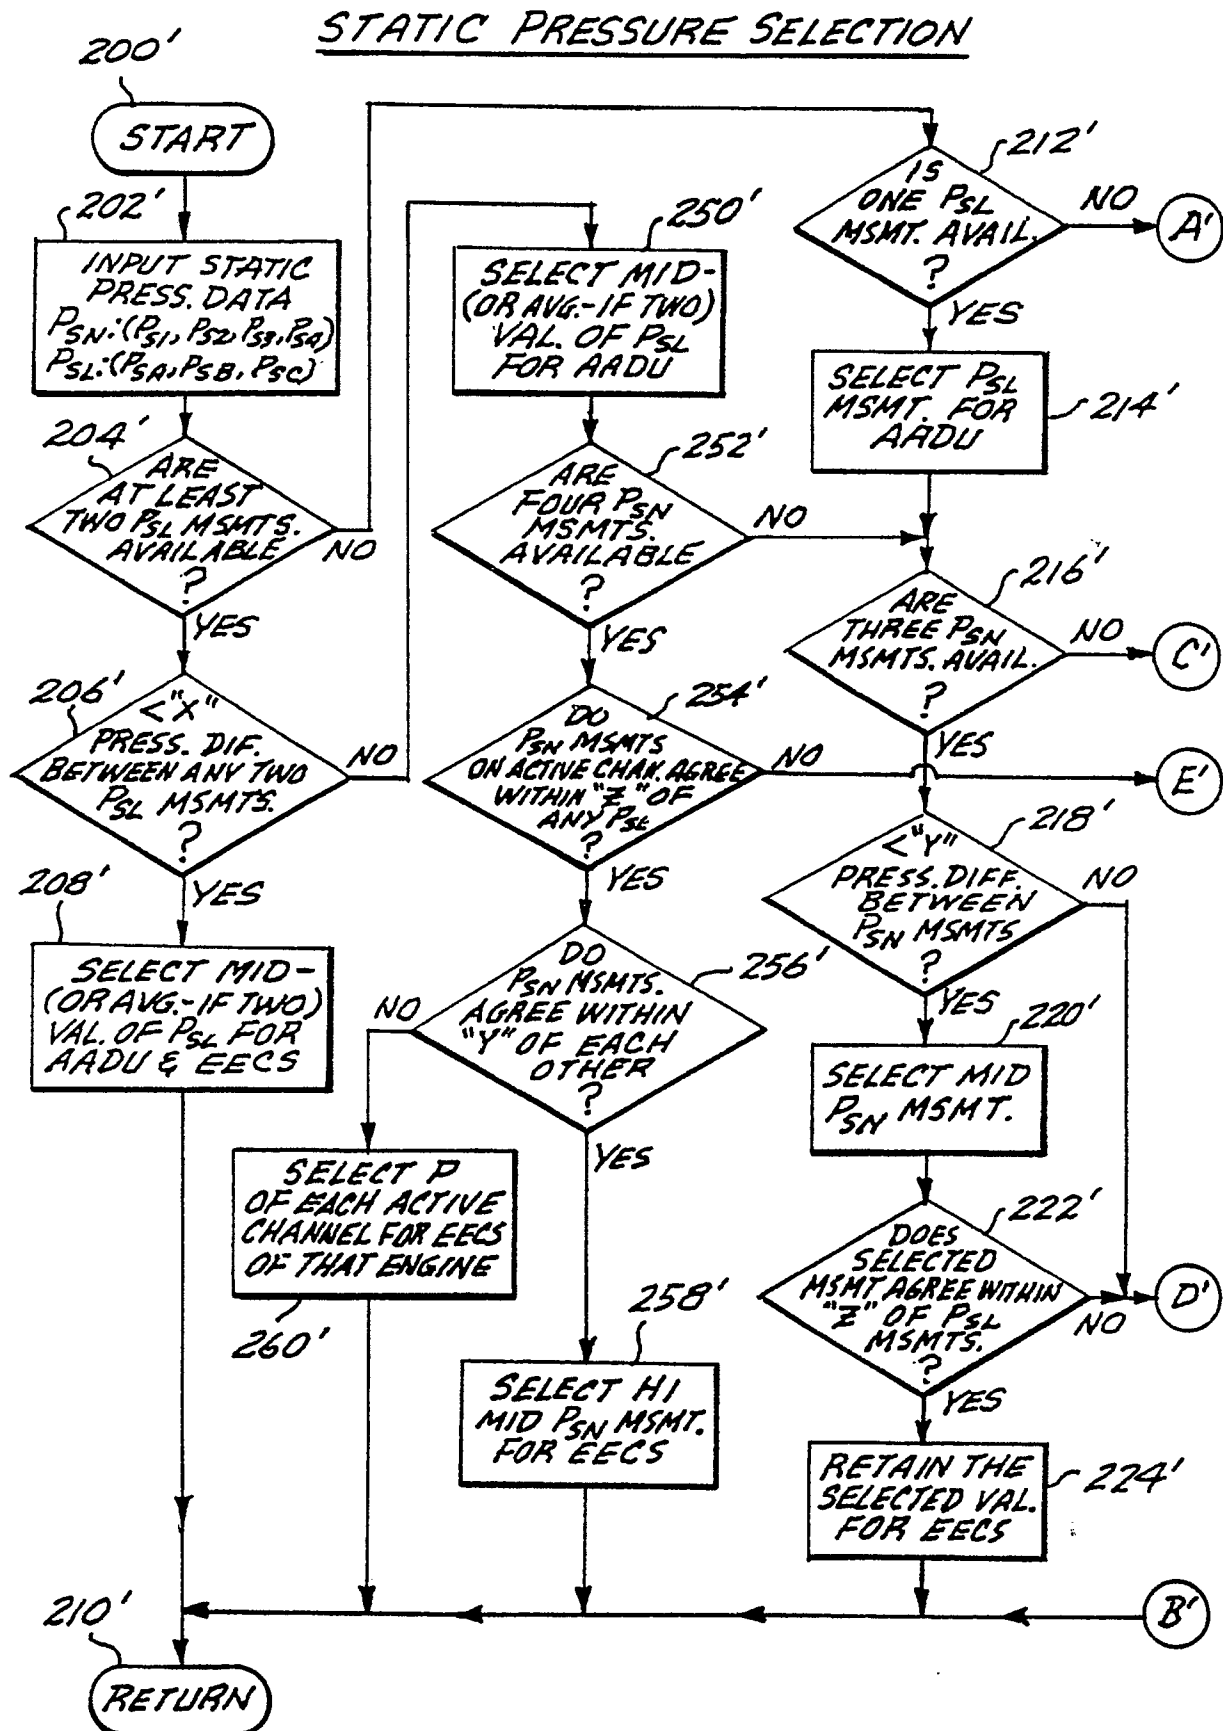 STATIC PRESSURE SELECTION
200'
START
202'
INPUT STATIC
PRESS. DATA
PSN:(PS1, PS2, PS3, PS4)
PSL:(PSA, PSB, PSC)
204'
ARE
AT LEAST
TWO PSL MSMTS.
AVAILABLE
?
NO
YES
206'
<"X"
PRESS. DIF.
BETWEEN ANY TWO
PSL MSMTS.
?
NO
YES
208'
SELECT MID-
(OR AVG.-IF TWO)
VAL. OF PSL FOR
AADU & EECS
210'
RETURN
250'
SELECT MID-
(OR AVG.-IF TWO)
VAL. OF PSL
FOR AADU
252'
ARE
FOUR PSN
MSMTS.
AVAILABLE
?
NO
YES
254'
DO
PSN MSMTS
ON ACTIVE CHAN. AGREE
WITHIN "Z" OF
ANY PSL
?
NO
E'
YES
256'
DO
PSN MSMTS.
AGREE WITHIN
"Y" OF EACH
OTHER
?
NO
YES
SELECT P
OF EACH ACTIVE
CHANNEL FOR EECS
OF THAT ENGINE
260'
258'
SELECT HI
MID PSN MSMT.
FOR EECS
212'
IS
ONE PSL
MSMT. AVAIL.
?
NO
A'
YES
SELECT PSL
MSMT. FOR
AADU
214'
216'
ARE
THREE PSN
MSMTS. AVAIL.
?
NO
C'
YES
218'
<"Y"
PRESS. DIFF.
BETWEEN
PSN MSMTS
?
NO
YES
220'
SELECT MID
PSN MSMT.
222'
DOES
SELECTED
MSMT AGREE WITHIN
"Z" OF PSL
MSMTS.
?
NO
D'
YES
RETAIN THE
SELECTED VAL.
FOR EECS
224'
B'